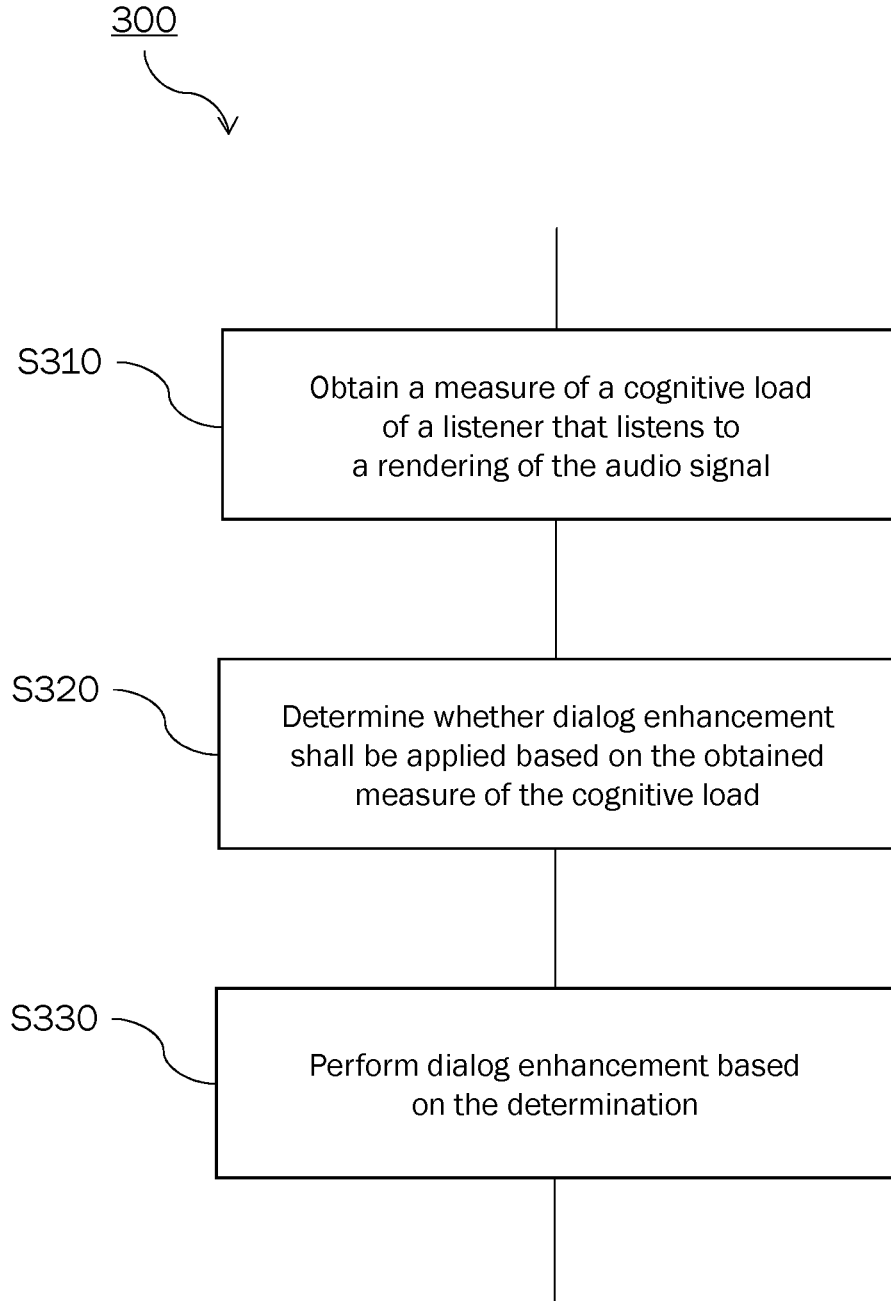 300
S310
Obtain a measure of a cognitive load
of a listener that listens to
a rendering of the audio signal
S320
Determine whether dialog enhancement
shall be applied based on the obtained
measure of the cognitive load
S330
Perform dialog enhancement based
on the determination